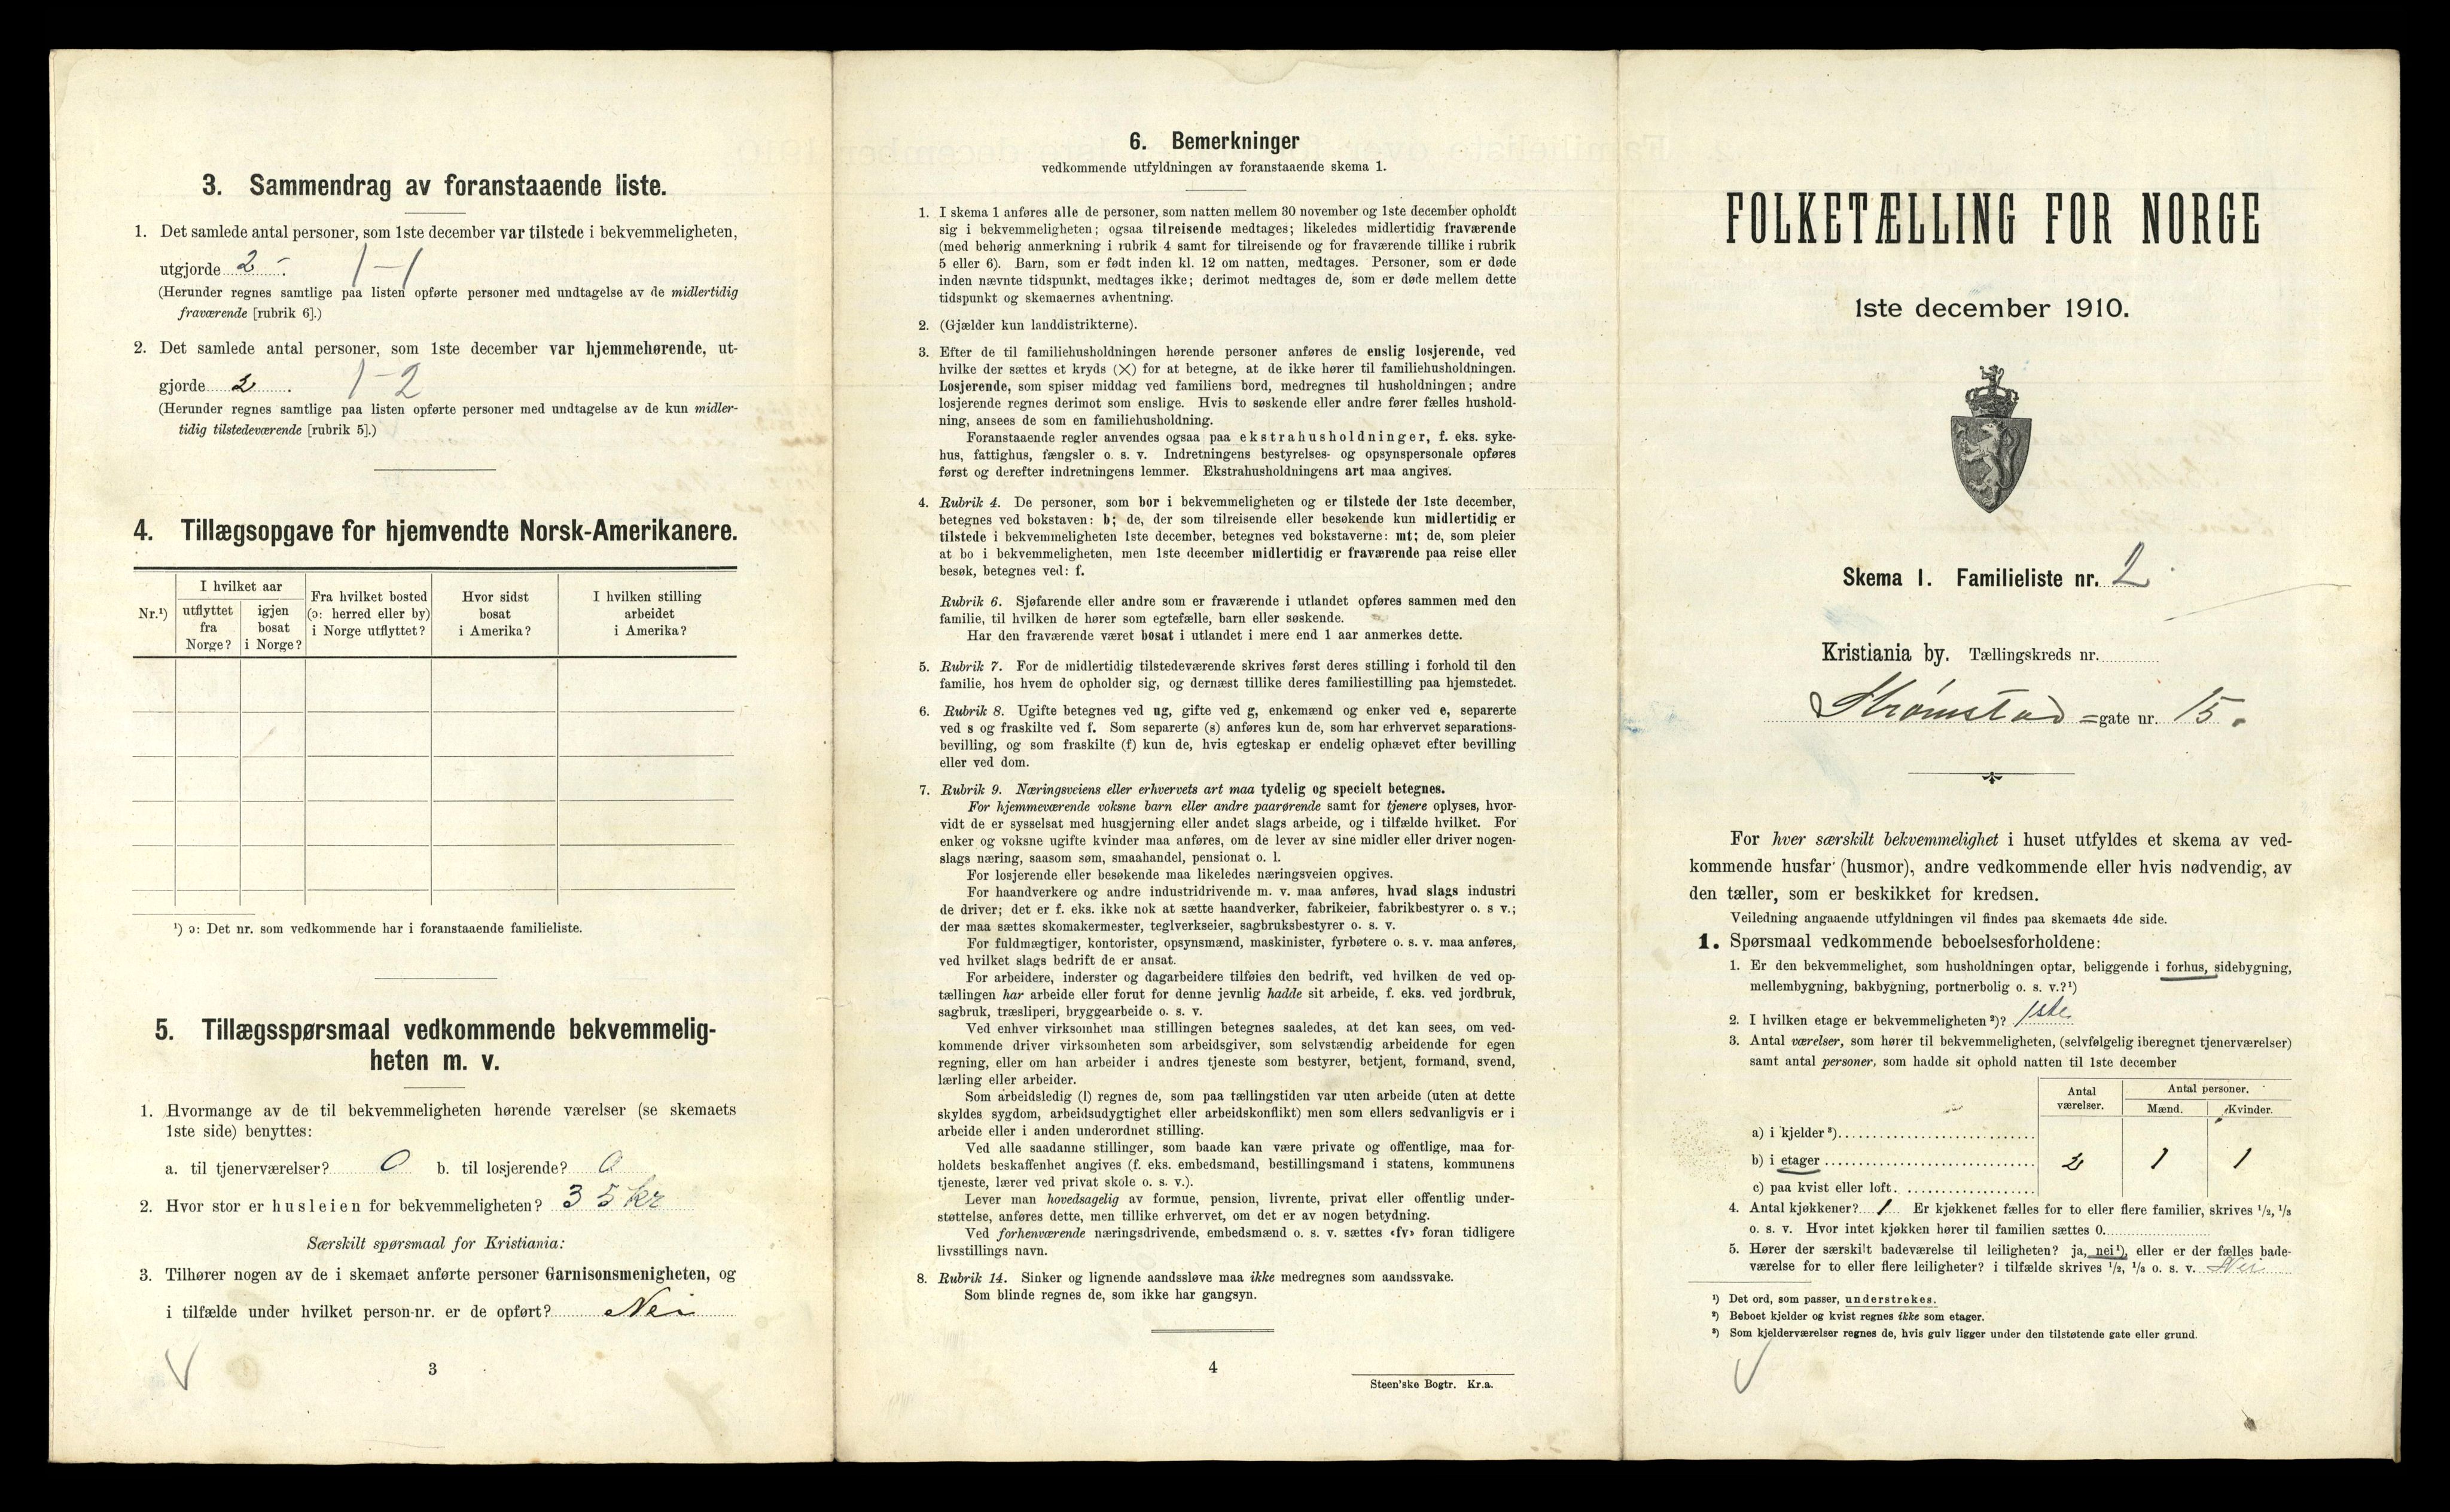 3. Sammendrag av foranstaaende liste.
1. Det samlede antal personer, som 1ste december var tilstede i bekvemmeligheten,
utgjorde 2 -. 1-1
(Herunder regnes samtlige paa listen opførte personer med undtagelse av de midlertidig
fraværende [rubrik 6].)
2. Det samlede antal personer, som 1ste december var hjemmehørende, ut-
gjorde 2. 1-2
(Herunder regnes samtlige paa listen opførte personer med undtagelse av de kun midler-
tidig tilstedeværende [rubrik 5].)
4. Tillægsopgave for hjemvendte Norsk-Amerikanere.
Nr.¹)
I hvilket aar
utflyttet
fra
Norge?
igjen
bosat
i Norge?
Fra hvilket bosted
(ɔ: herred eller by)
i Norge utflyttet?
Hvor sidst
bosat
i Amerika?
I hvilken stilling
arbeidet
i Amerika?
¹) ɔ: Det nr. som vedkommende har i foranstaaende familieliste.
5. Tillægsspørsmaal vedkommende bekvemmelig-
heten m. v.
1. Hvormange av de til bekvemmeligheten hørende værelser (se skemaets
1ste side) benyttes:
a. til tjenerværelser? 0 b. til losjerende? 0
2. Hvor stor er husleien for bekvemmeligheten? 35 kr
Særskilt spørsmaal for Kristiania:
3. Tilhører nogen av de i skemaet anførte personer Garnisonsmenigheten, og
i tilfælde under hvilket person-nr. er de opført? Nei
3
6. Bemerkninger
vedkommende utfyldningen av foranstaaende skema 1.
1. I skema 1 anføres alle de personer, som natten mellem 30 november og 1ste december opholdt
sig i bekvemmeligheten; ogsaa tilreisende medtages; likeledes midlertidig fraværende
(med behørig anmerkning i rubrik 4 samt for tilreisende og for fraværende tillike i rubrik
5 eller 6). Barn, som er født inden kl. 12 om natten, medtages. Personer, som er døde
inden nævnte tidspunkt, medtages ikke; derimot medtages de, som er døde mellem dette
tidspunkt og skemaernes avhentning.
2. (Gjælder kun landdistrikterne).
3. Efter de til familiehusholdningen hørende personer anføres de enslig losjerende, ved
hvilke der sættes et kryds (×) for at betegne, at de ikke hører til familiehusholdningen.
Losjerende, som spiser middag ved familiens bord, medregnes til husholdningen; andre
losjerende regnes derimot som enslige. Hvis to søskende eller andre fører fælles hushold-
ning, ansees de som en familiehusholdning.
Foranstaaende regler anvendes ogsaa paa ekstrahusholdninger, f. eks. syke-
hus, fattighus, fængsler o. s. v. Indretningens bestyrelses- og opsynspersonale opføres
først og derefter indretningens lemmer. Ekstrahusholdningens art maa angives.
4. Rubrik 4. De personer, som bor i bekvemmeligheten og er tilstede der 1ste december,
betegnes ved bokstaven: b; de, der som tilreisende eller besøkende kun midlertidig er
tilstede i bekvemmeligheten 1ste december, betegnes ved bokstaverne: mt; de, som pleier
at bo i bekvemmeligheten, men 1ste december midlertidig er fraværende paa reise eller
besøk, betegnes ved: f.
Rubrik 6. Sjøfarende eller andre som er fraværende i utlandet opføres sammen med den
familie, til hvilken de hører som egtefælle, barn eller søskende.
Har den fraværende været bosat i utlandet i mere end 1 aar anmerkes dette.
5. Rubrik 7. For de midlertidig tilstedeværende skrives først deres stilling i forhold til den
familie, hos hvem de opholder sig, og dernæst tillike deres familiestilling paa hjemstedet.
6. Rubrik 8. Ugifte betegnes ved ug, gifte ved g, enkemænd og enker ved e, separerte
ved s og fraskilte ved f. Som separerte (s) anføres kun de, som har erhvervet separations-
bevilling, og som fraskilte (f) kun de, hvis egteskap er endelig ophævet efter bevilling
eller ved dom.
7. Rubrik 9. Næringsveiens eller erhvervets art maa tydelig og specielt betegnes.
For hjemmeværende voksne barn eller andre paarørende samt for tjenere oplyses, hvor-
vidt de er sysselsat med husgjerning eller andet slags arbeide, og i tilfælde hvilket. For
enker og voksne ugifte kvinder maa anføres, om de lever av sine midler eller driver nogen-
slags næring, saasom søm, smaahandel, pensionat o. l.
For losjerende eller besøkende maa likeledes næringsveien opgives.
For haandverkere og andre industridrivende m. v. maa anføres, hvad slags industri
de driver; det er f. eks. ikke nok at sætte haandverker, fabrikeier, fabrikbestyrer o. s v.;
der maa sættes skomakermester, teglverkseier, sagbruksbestyrer o. s. v.
For fuldmægtiger, kontorister, opsynsmænd, maskinister, fyrbøtere o. s. v. maa anføres,
ved hvilket slags bedrift de er ansat.
For arbeidere, inderster og dagarbeidere tilføies den bedrift, ved hvilken de ved op-
tællingen har arbeide eller forut for denne jevnlig hadde sit arbeide, f. eks. ved jordbruk,
sagbruk, træsliperi, bryggearbeide o. s. v.
Ved enhver virksomhet maa stillingen betegnes saaledes, at det kan sees, om ved-
kommende driver virksomheten som arbeidsgiver, som selvstændig arbeidende for egen
regning, eller om han arbeider i andres tjeneste som bestyrer, betjent, formand, svend,
lærling eller arbeider.
Som arbeidsledig (l) regnes de, som paa tællingstiden var uten arbeide (uten at dette
skyldes sygdom, arbeidsudygtighet eller arbeidskonflikt) men som ellers sedvanligvis er i
arbeide eller i anden underordnet stilling.
Ved alle saadanne stillinger, som baade kan være private og offentlige, maa for-
holdets beskaffenhet angives (f. eks. embedsmand, bestillingsmand i statens, kommunens
tjeneste, lærer ved privat skole o. s. v.).
Lever man hovedsagelig av formue, pension, livrente, privat eller offentlig under-
støttelse, anføres dette, men tillike erhvervet, om det er av nogen betydning.
Ved forhenværende næringsdrivende, embedsmænd o. s. v. sættes «fv» foran tidligere
livsstillings navn.
8. Rubrik 14. Sinker og lignende aandssløve maa ikke medregnes som aandssvake.
Som blinde regnes de, som ikke har gangsyn.
4
Steen'ske Bogtr. Kr.a.
FOLKETÆLLING FOR NORGE
1ste december 1910.
Skema 1. Familieliste nr. 2
Kristiania by. Tællingskreds nr.
Strømstad = gate nr. 15.
For hver særskilt bekvemmelighet i huset utfyldes et skema av ved-
kommende husfar (husmor), andre vedkommende eller hvis nødvendig, av
den tæller, som er beskikket for kredsen.
Veiledning angaaende utfyldningen vil findes paa skemaets 4de side.
1. Spørsmaal vedkommende beboelsesforholdene:
1. Er den bekvemmelighet, som husholdningen optar, beliggende i forhus, sidebygning,
mellembygning, bakbygning, portnerbolig o. s. v.?¹)
2. I hvilken etage er bekvemmeligheten²)? 1ste
3. Antal værelser, som hører til bekvemmeligheten, (selvfølgelig iberegnet tjenerværelser)
samt antal personer, som hadde sit ophold natten til 1ste december
Antal
værelser.
Antal personer.
Mænd. Kvinder.
a) i kjelder³)
b) i etager 2 1 1
c) paa kvist eller loft.
4. Antal kjøkkener? 1 Er kjøkkenet fælles for to eller flere familier, skrives ¹/₂, ¹/₃
o. s. v. Hvor intet kjøkken hører til familien sættes 0.
5. Hører der særskilt badeværelse til leiligheten? ja, nei¹), eller er der fælles bade-
værelse for to eller flere leiligheter? i tilfælde skrives ¹/₂, ¹/₃ o. s. v. Nei
¹) Det ord, som passer, understrekes.
²) Beboet kjelder og kvist regnes ikke som etager.
³) Som kjelderværelser regnes de, hvis gulv ligger under den tilstøtende gate eller grund.